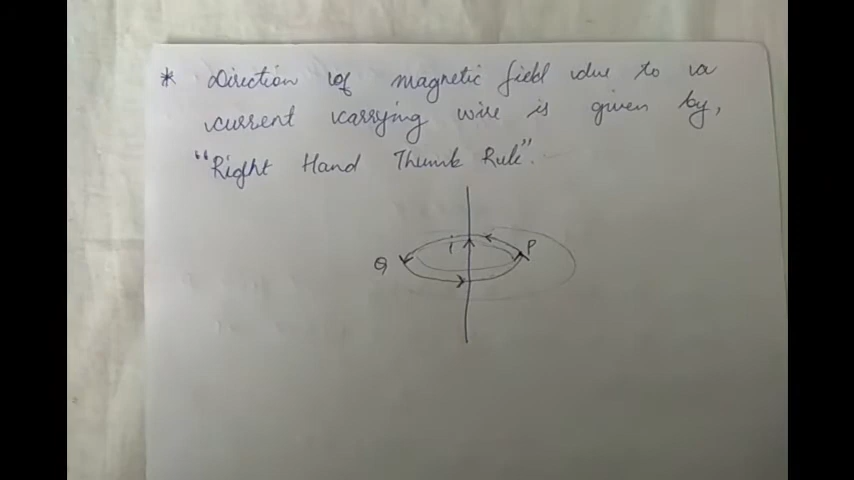 * Direction of magnetic field due to a
current carrying wire is given by,
"Right Hand Thumb Rule".
i
P
Q